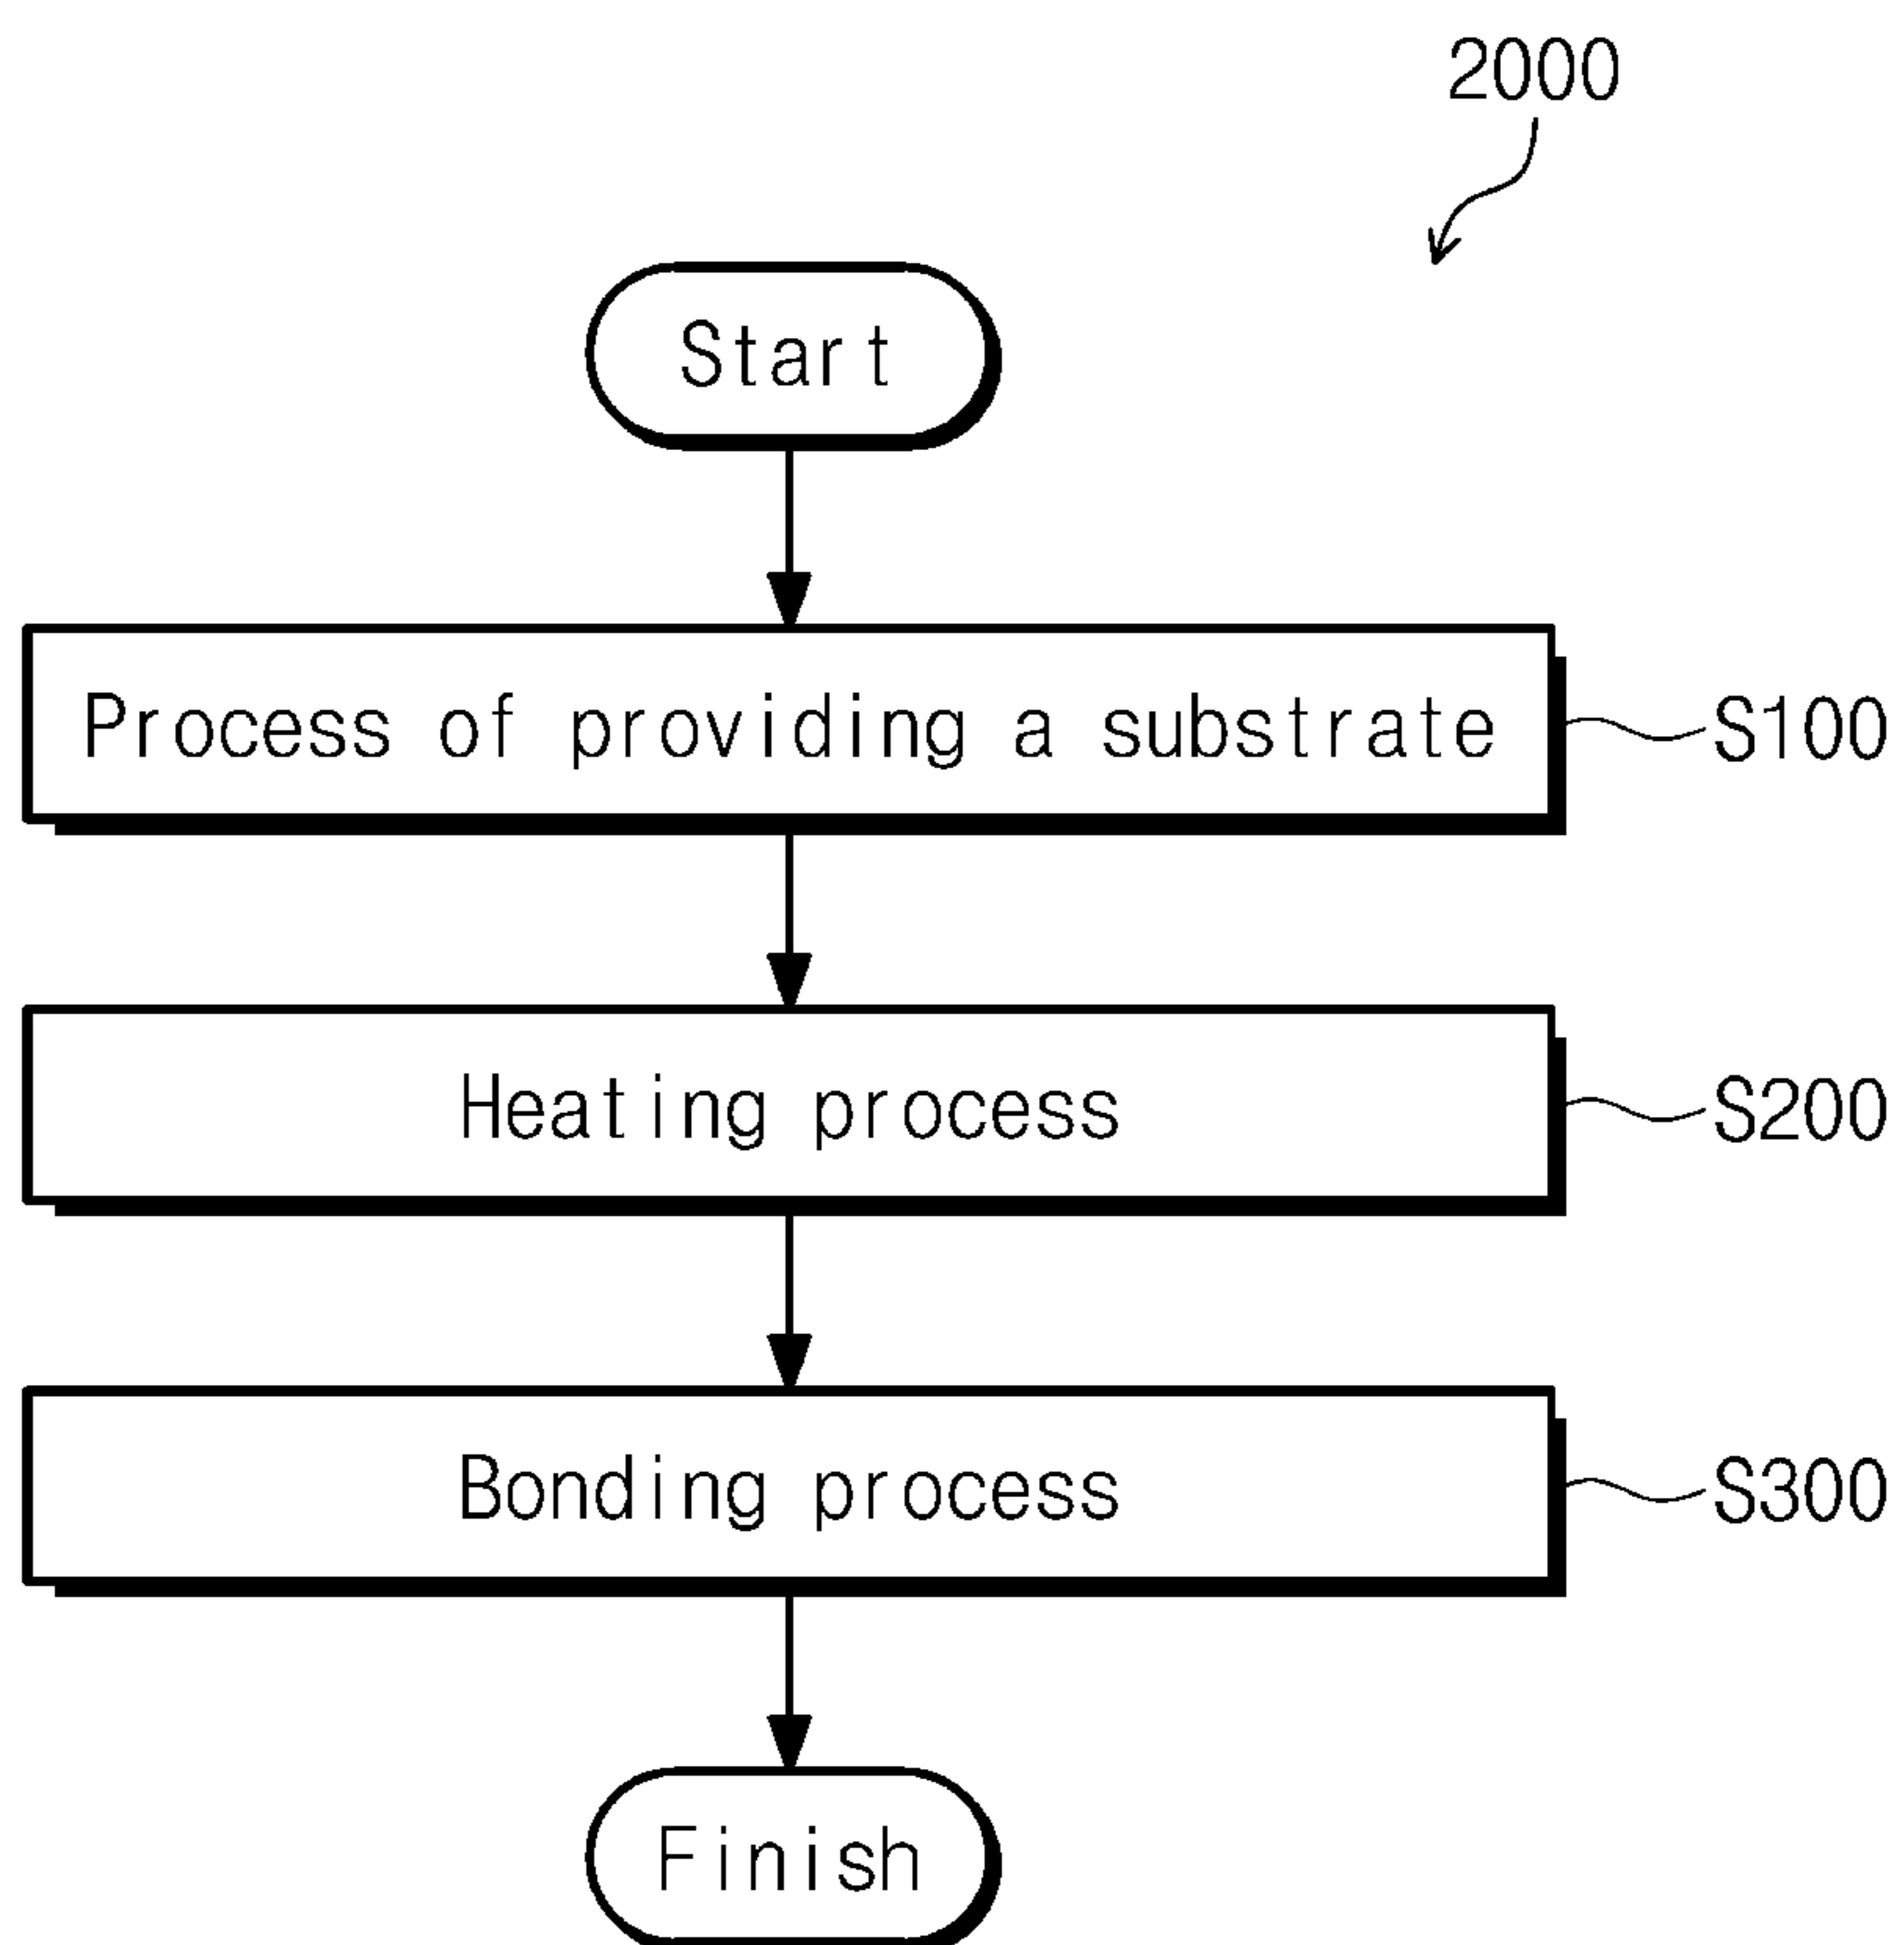 2000
Start
Process of providing a substrate
S100
Heating process
S200
Bonding process
S300
Finish